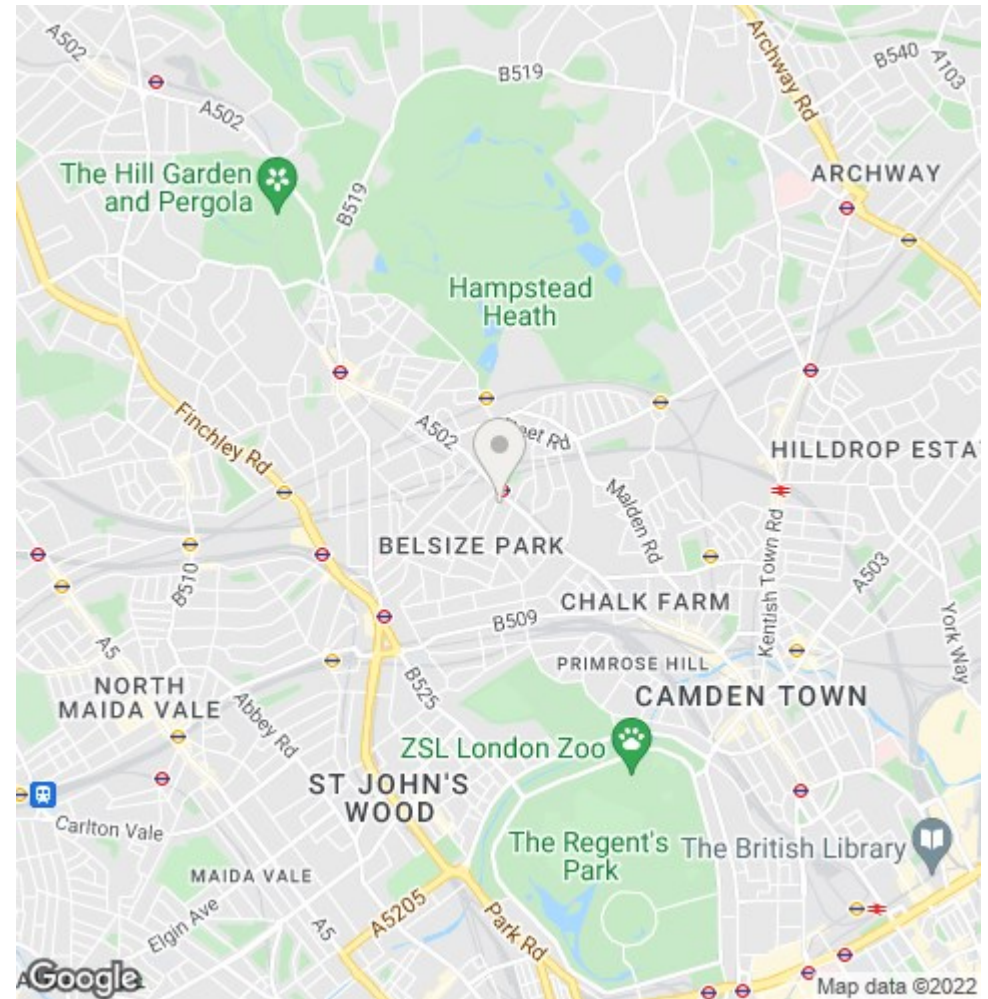 A502
B519
B540
A103
Archway Rd
A502
The Hill Garden
and Pergola
B519
ARCHWAY
Hampstead
Heath
Finchley Rd
A502
HILLDROP
Malden Rd
BELSIZE PARK
B510
Kentish Town Rd
A503
CHALK FARM
B509
York Way
A5
PRIMROSE HILL
B525
NORTH
MAIDA VALE
Abbey Rd
CAMDEN TOWN
ZSL London Zoo
ST JOHN'S
WOOD
Carlton Vale
The Regent's
Park
The British Library
MAIDA VALE
Elgin Ave
A5
A5205
Park Rd
Google
Map data ©2022